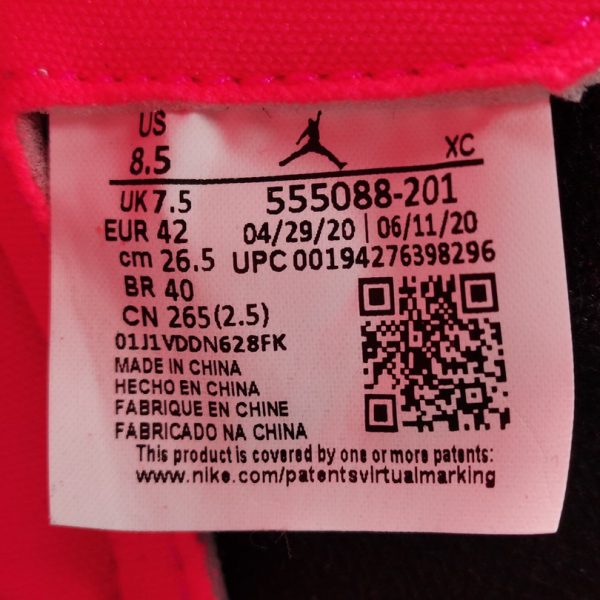 US
8.5
XC
UK 7.5
555088-201
EUR 42
04/29/20 | 06/11/20
cm 26.5
UPC 00194276398296
BR 40
CN 265(2.5)
01J1VDDN628FK
MADE IN CHINA
HECHO EN CHINA
FABRIQUE EN CHINE
FABRICADO NA CHINA
This product is covered by one or more patents:
www.nike.com/patentsvirtualmarking